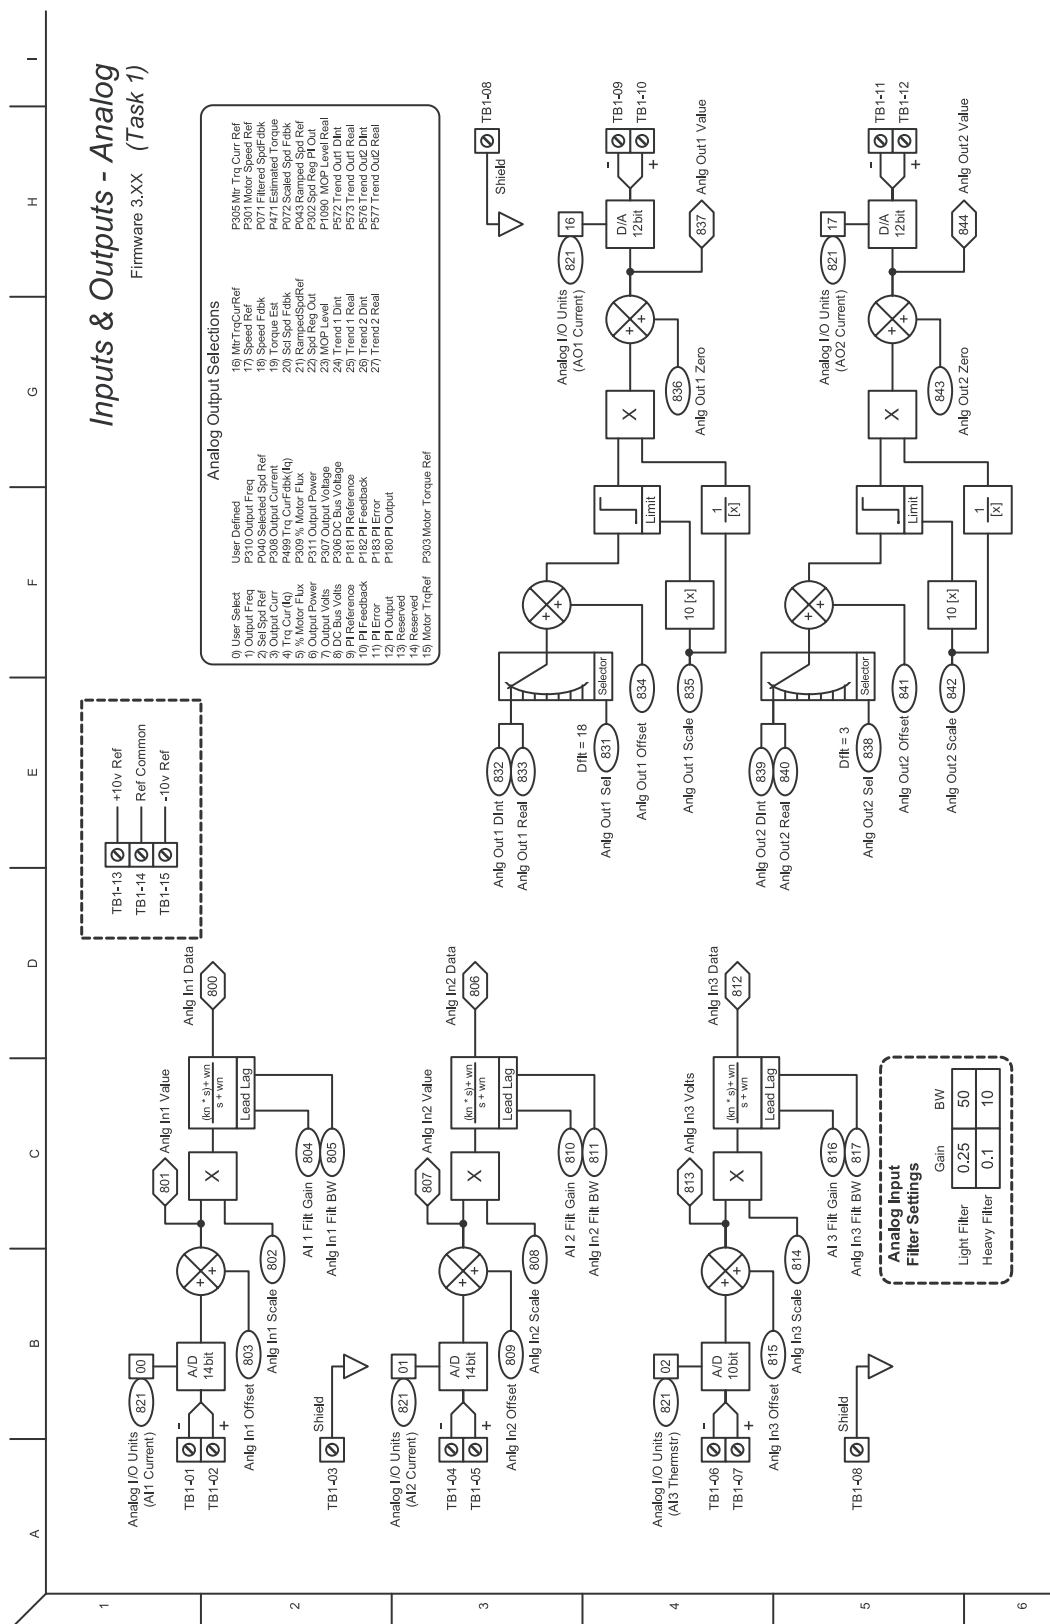 Inputs & Outputs - Analog
Firmware 3.XX (Task 1)
A
B
C
D
E
F
G
H
I
1
2
3
4
5
6
Analog I/O Units
(AI1 Current)
821
00
TB1-01
TB1-02
-
+
A/D
14bit
Anlg In1 Offset
803
+
+
Anlg In1 Scale
802
801
Anlg In1 Value
X
(kn * s)+ wn
s + wn
Lead Lag
AI 1 Filt Gain
804
Anlg In1 Filt BW
805
Anlg In1 Data
800
TB1-03
Shield
Analog I/O Units
(AI2 Current)
821
01
TB1-04
TB1-05
-
+
A/D
14bit
Anlg In2 Offset
809
+
+
Anlg In2 Scale
808
807
Anlg In2 Value
X
(kn * s)+ wn
s + wn
Lead Lag
AI 2 Filt Gain
810
Anlg In2 Filt BW
811
Anlg In2 Data
806
Analog I/O Units
(AI3 Thermstr)
821
02
TB1-06
TB1-07
-
+
A/D
10bit
Anlg In3 Offset
815
+
+
Anlg In3 Scale
814
813
Anlg In3 Volts
X
(kn * s)+ wn
s + wn
Lead Lag
AI 3 Filt Gain
816
Anlg In3 Filt BW
817
Anlg In3 Data
812
TB1-08
Shield
Analog Input
Filter Settings
Gain BW
Light Filter 0.25 50
Heavy Filter 0.1 10
TB1-13 +10v Ref
TB1-14 Ref Common
TB1-15 -10v Ref
Analog Output Selections
0) User Select User Defined
1) Output Freq P310 Output Freq
2) Sel Spd Ref P040 Selected Spd Ref
3) Output Curr P308 Output Current
4) Trq Cur (Iq) P499 Trq CurFdbk(Iq)
5) % Motor Flux P309 % Motor Flux
6) Output Power P311 Output Power
7) Output Volts P307 Output Voltage
8) DC Bus Volts P306 DC Bus Voltage
9) PI Reference P181 PI Reference
10) PI Feedback P182 PI Feedback
11) PI Error P183 PI Error
12) PI Output P180 PI Output
13) Reserved
14) Reserved
15) Motor TrqRef P303 Motor Torque Ref
16) MtrTrqCurRef P305 Mtr Trq Curr Ref
17) Speed Ref P301 Motor Speed Ref
18) Speed Fdbk P071 Filtered SpdFdbk
19) Torque Est P471 Estimated Torque
20) Scl Spd Fdbk P072 Scaled Spd Fdbk
21) RampedSpdRef P043 Ramped Spd Ref
22) Spd Reg Out P302 Spd Reg PI Out
23) MOP Level P1090 MOP Level Real
24) Trend 1 Dint P572 Trend Out1 DInt
25) Trend 1 Real P573 Trend Out1 Real
26) Trend 2 Dint P576 Trend Out2 DInt
27) Trend 2 Real P577 Trend Out2 Real
TB1-08
Shield
Anlg Out1 DInt
832
Anlg Out1 Real
833
Dflt = 18
Anlg Out1 Sel
831
Selector
Anlg Out1 Offset
834
Anlg Out1 Scale
835
+
+
10 [x]
Limit
1
[x]
X
836
Anlg Out1 Zero
+
+
Analog I/O Units
(AO1 Current)
821
16
D/A
12bit
-
+
TB1-09
TB1-10
837
Anlg Out1 Value
Anlg Out2 DInt
839
Anlg Out2 Real
840
Dflt = 3
Anlg Out2 Sel
838
Selector
Anlg Out2 Offset
841
Anlg Out2 Scale
842
+
+
10 [x]
Limit
1
[x]
X
843
Anlg Out2 Zero
+
+
Analog I/O Units
(AO2 Current)
821
17
D/A
12bit
-
+
TB1-11
TB1-12
844
Anlg Out2 Value